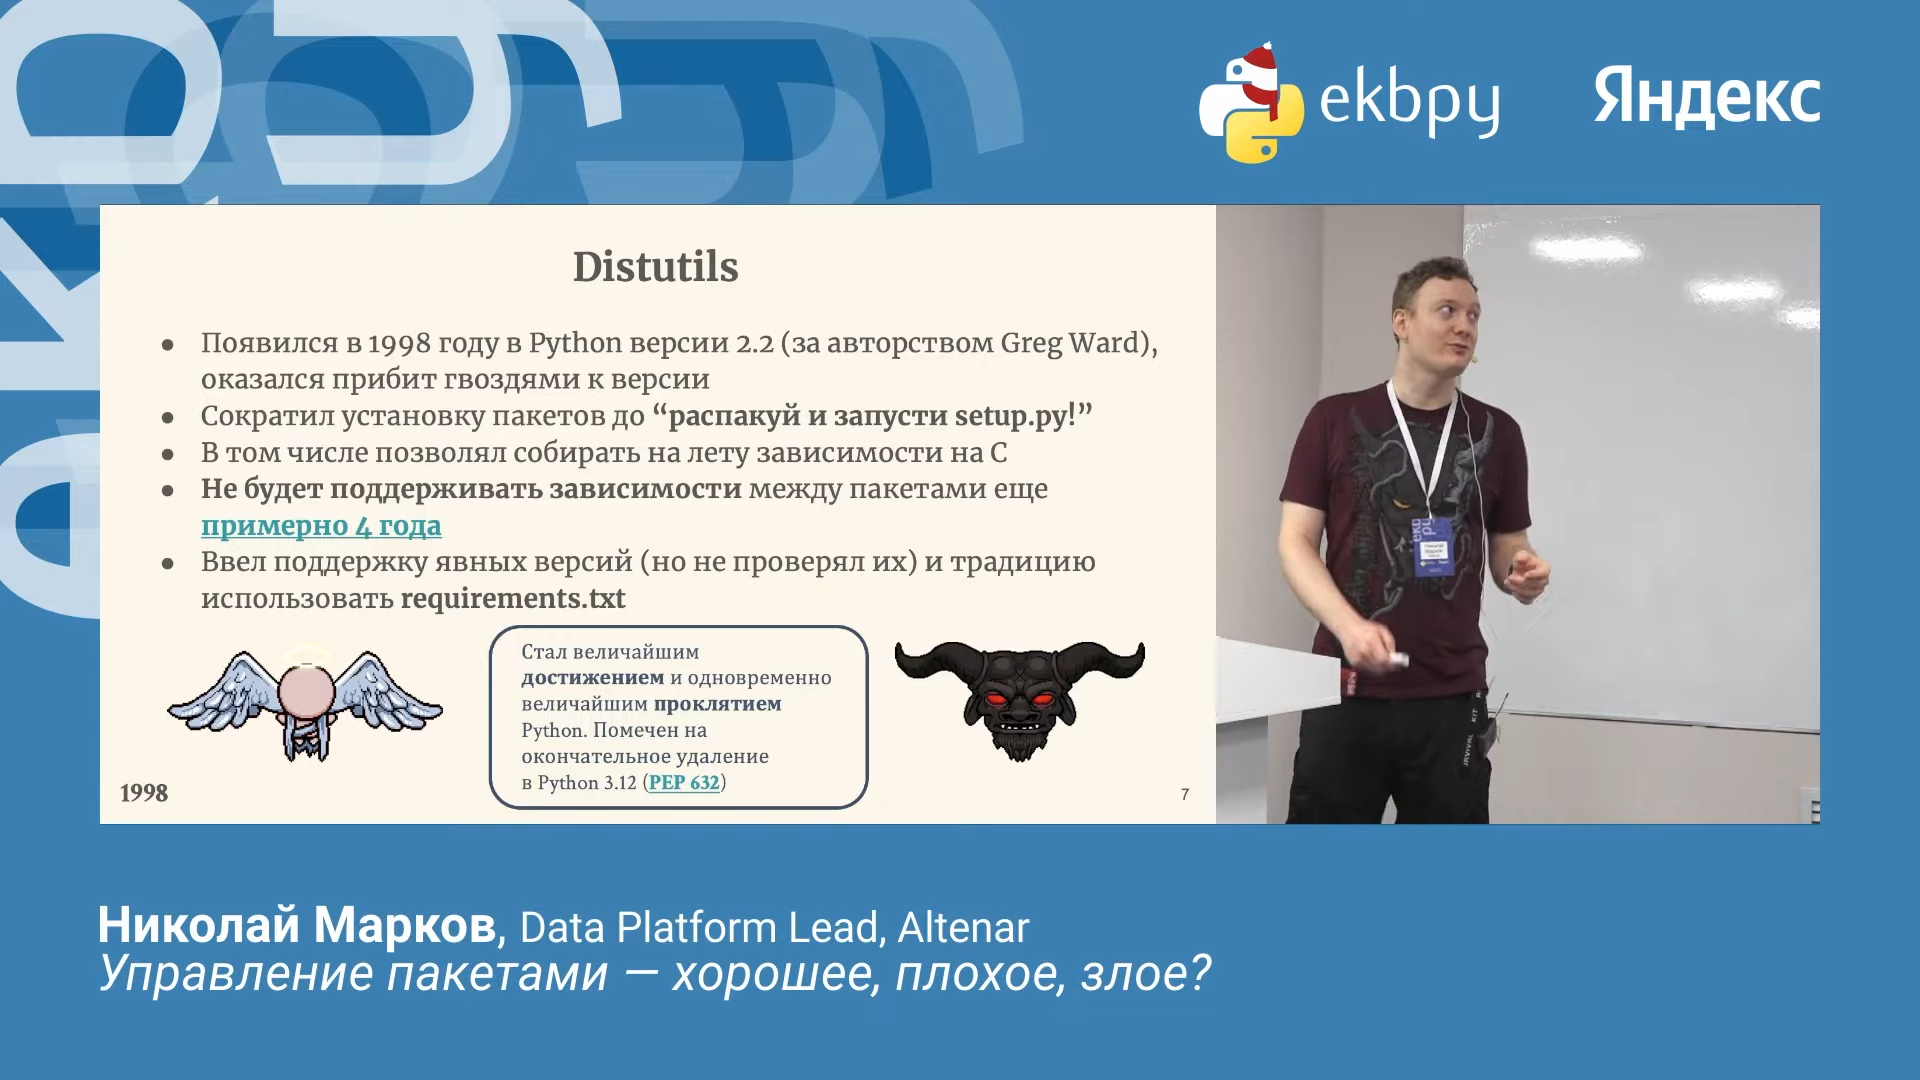 ekbpy
Яндекс
Distutils
● Появился в 1998 году в Python версии 2.2 (за авторством Greg Ward),
оказался прибит гвоздями к версии
● Сократил установку пакетов до “распакуй и запусти setup.py!”
● В том числе позволял собирать на лету зависимости на C
● Не будет поддерживать зависимости между пакетами еще
примерно 4 года
● Ввел поддержку явных версий (но не проверял их) и традицию
использовать requirements.txt
Стал величайшим
достижением и одновременно
величайшим проклятием
Python. Помечен на
окончательное удаление
в Python 3.12 (PEP 632)
1998
7
Николай Марков, Data Platform Lead, Altenar
Управление пакетами — хорошее, плохое, злое?